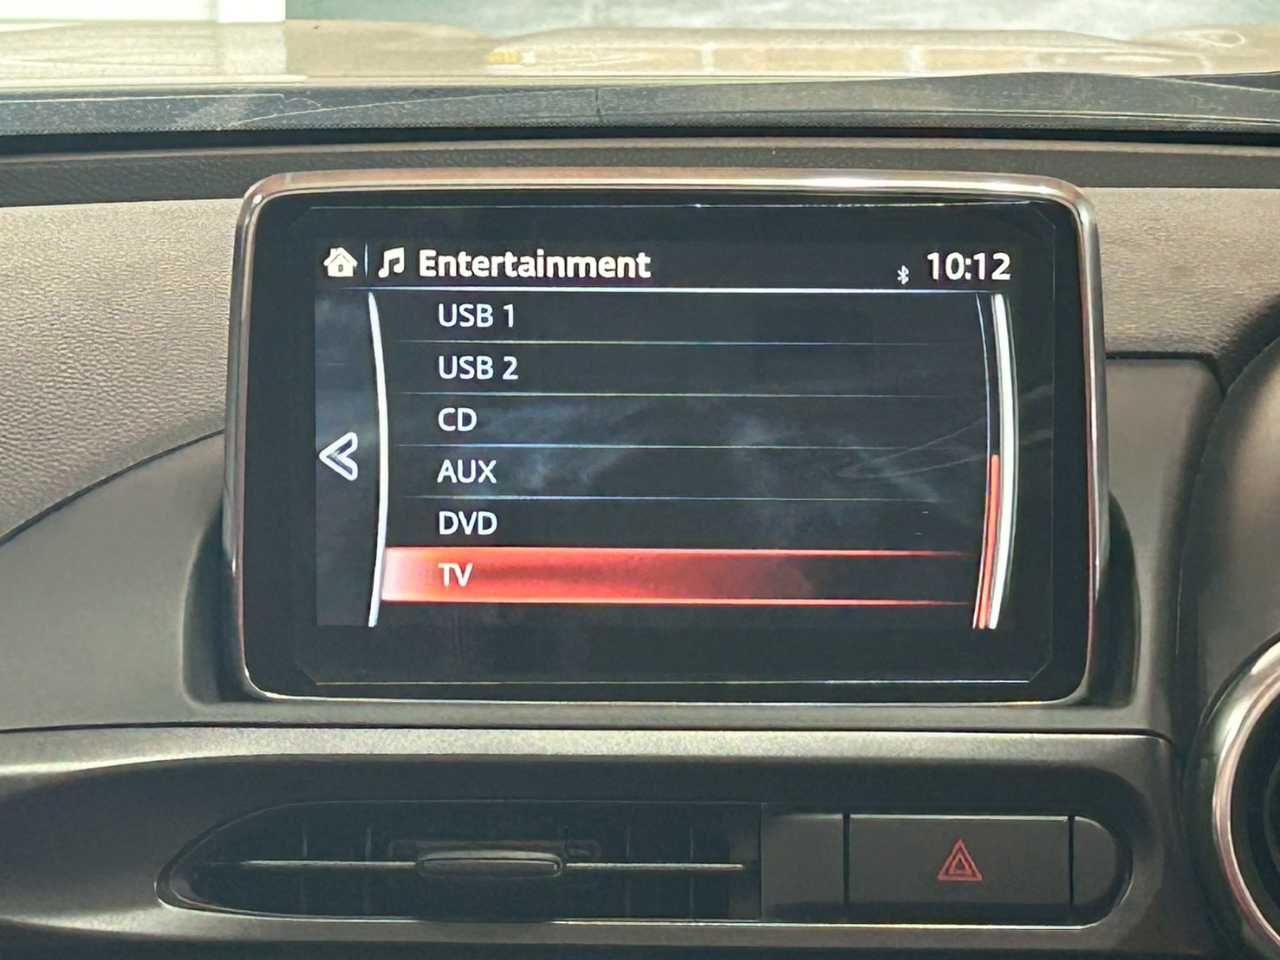 Entertainment 10:12
USB 1
USB 2
CD
AUX
DVD
TV